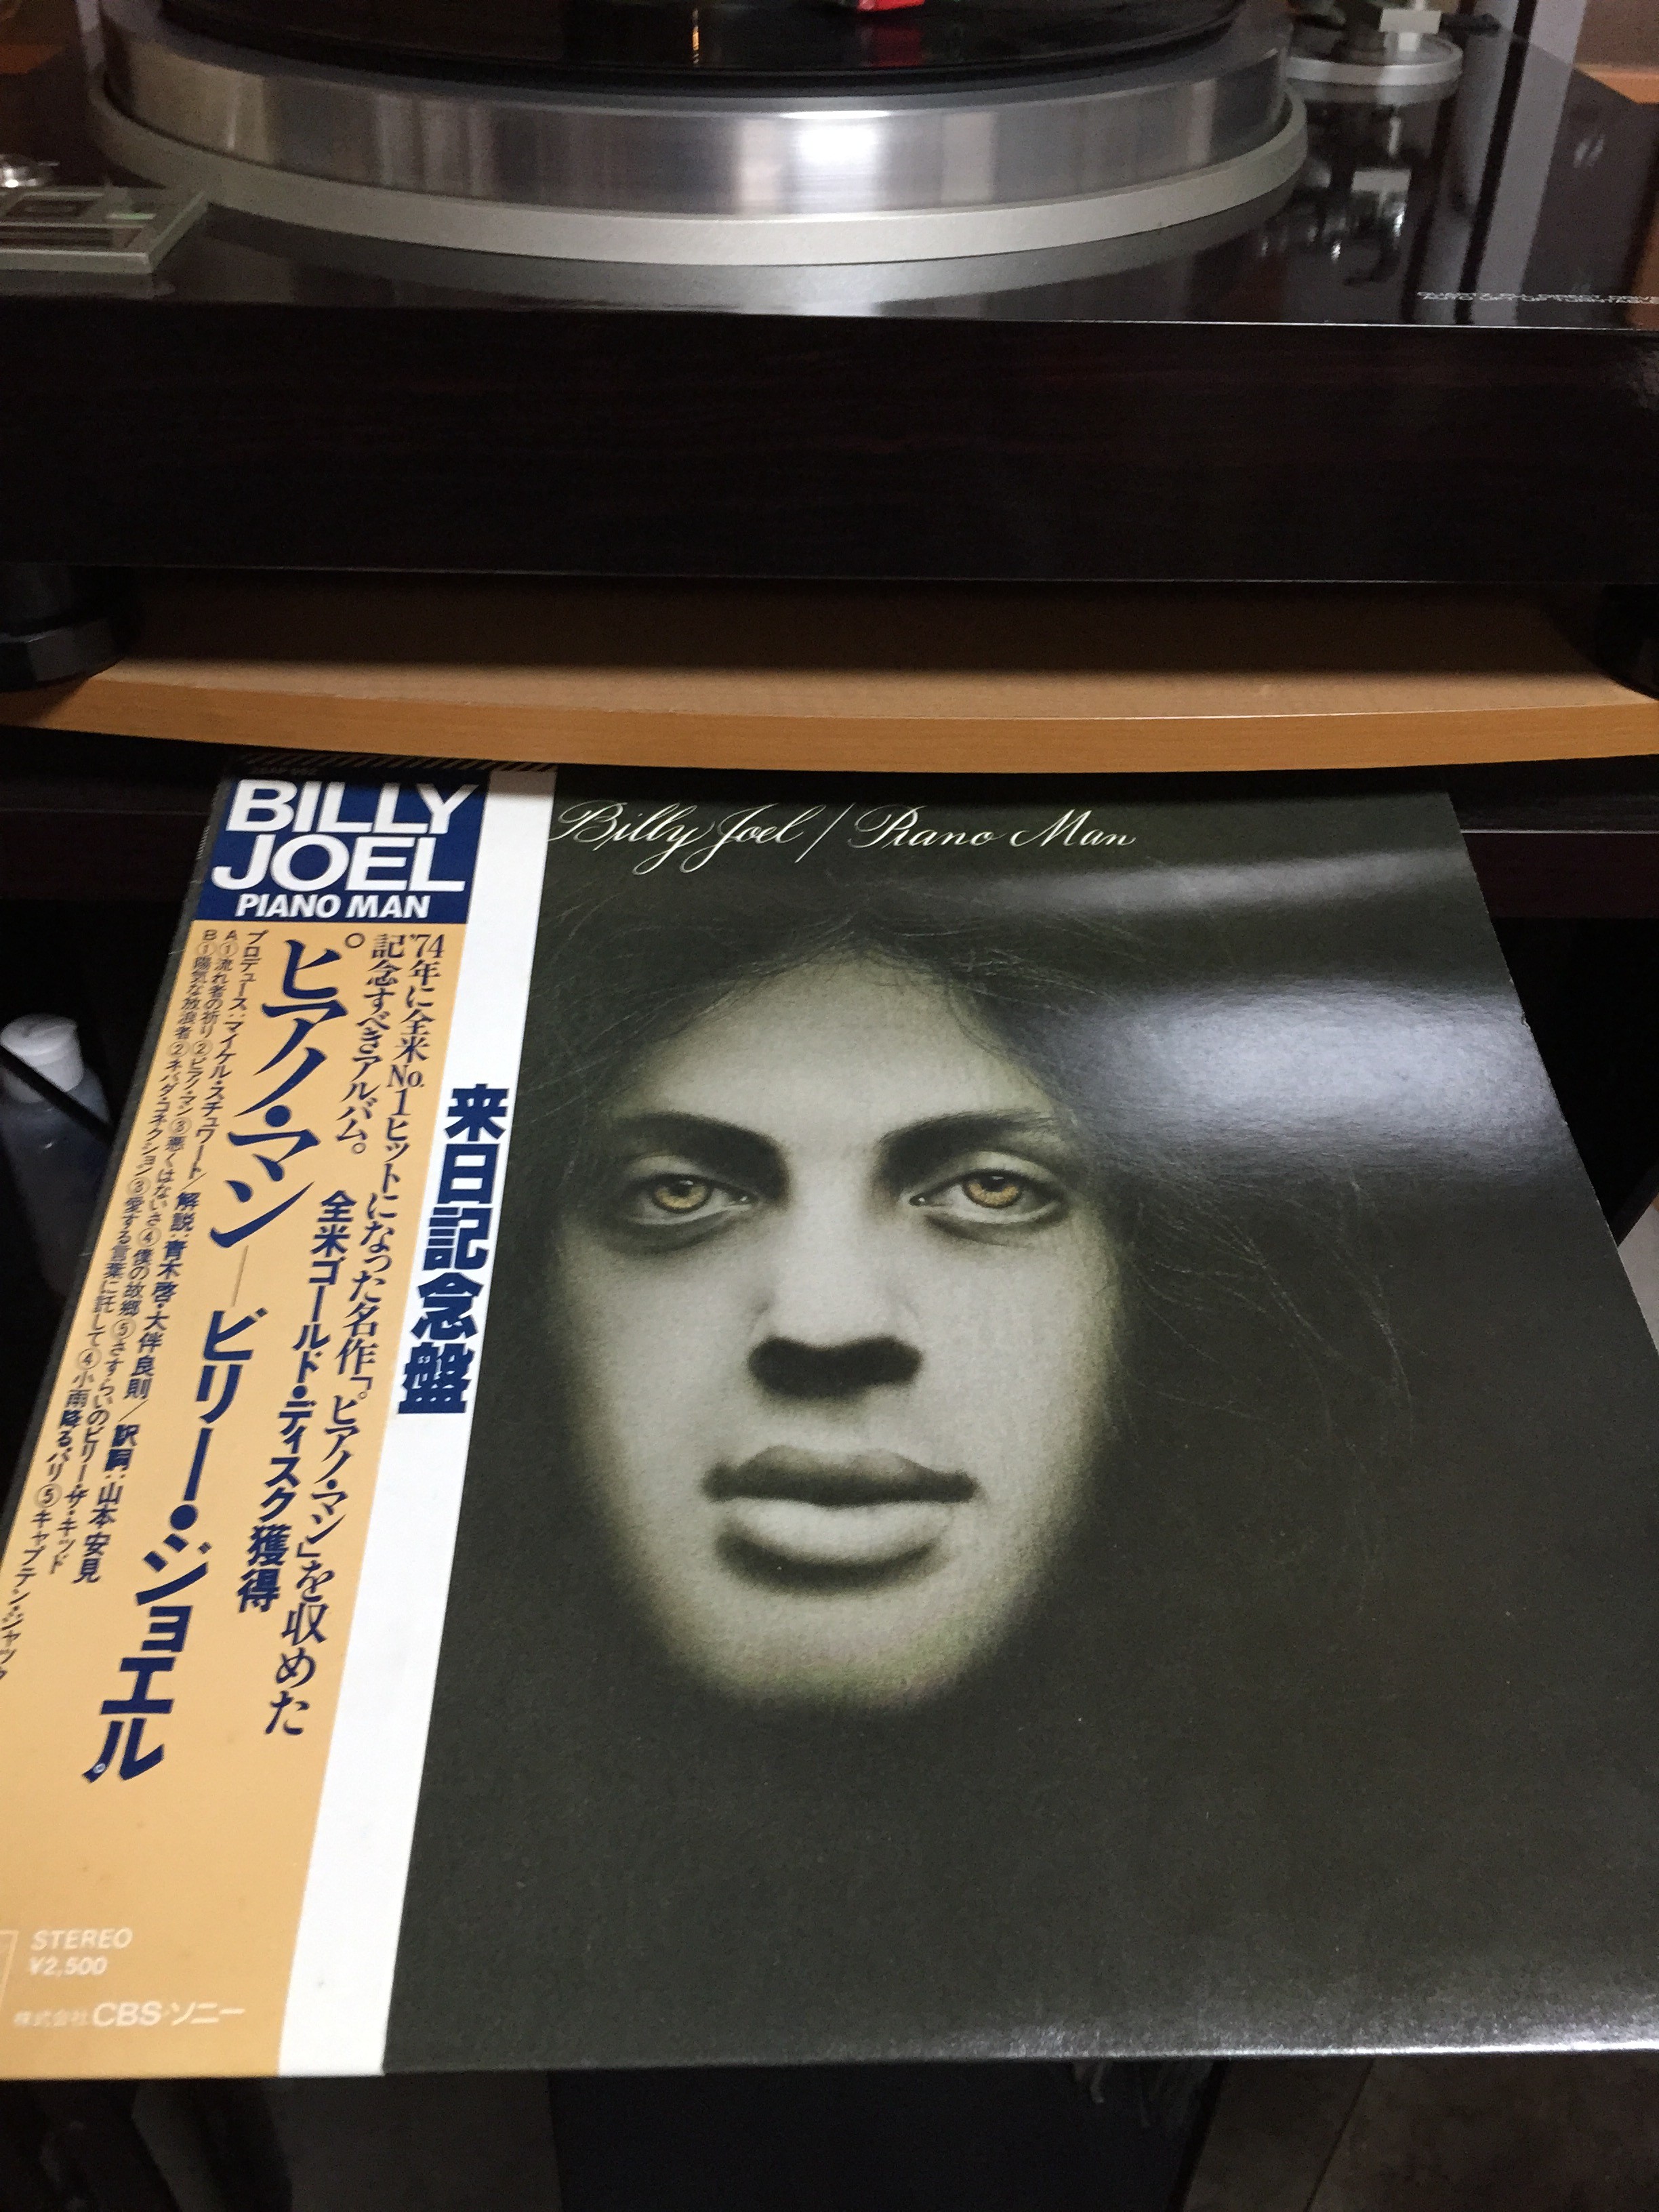 BILLY
JOEL
PIANO MAN
Billy Joel / Piano Man
来日記念盤
'74年に全米No.1ヒットになった名作「ピアノ・マン」を収めた
記念すべきアルバム。 全米ゴールド・ディスク獲得
ピアノ・マン―ビリー・ジョエル
プロデュース:マイケル・スチュワート/解説:青木 啓・大伴良則/訳詞:山本安見
A①流れ者の祈り②ピアノ・マン③悪くはないさ④僕の故郷⑤さすらいのビリー・ザ・キッド
B①陽気な放浪者②ネバダ・コネクション③愛する言葉に託して④小雨降るパリ⑤キャプテン・ジャック
STEREO
¥2,500
株式会社 CBS・ソニー